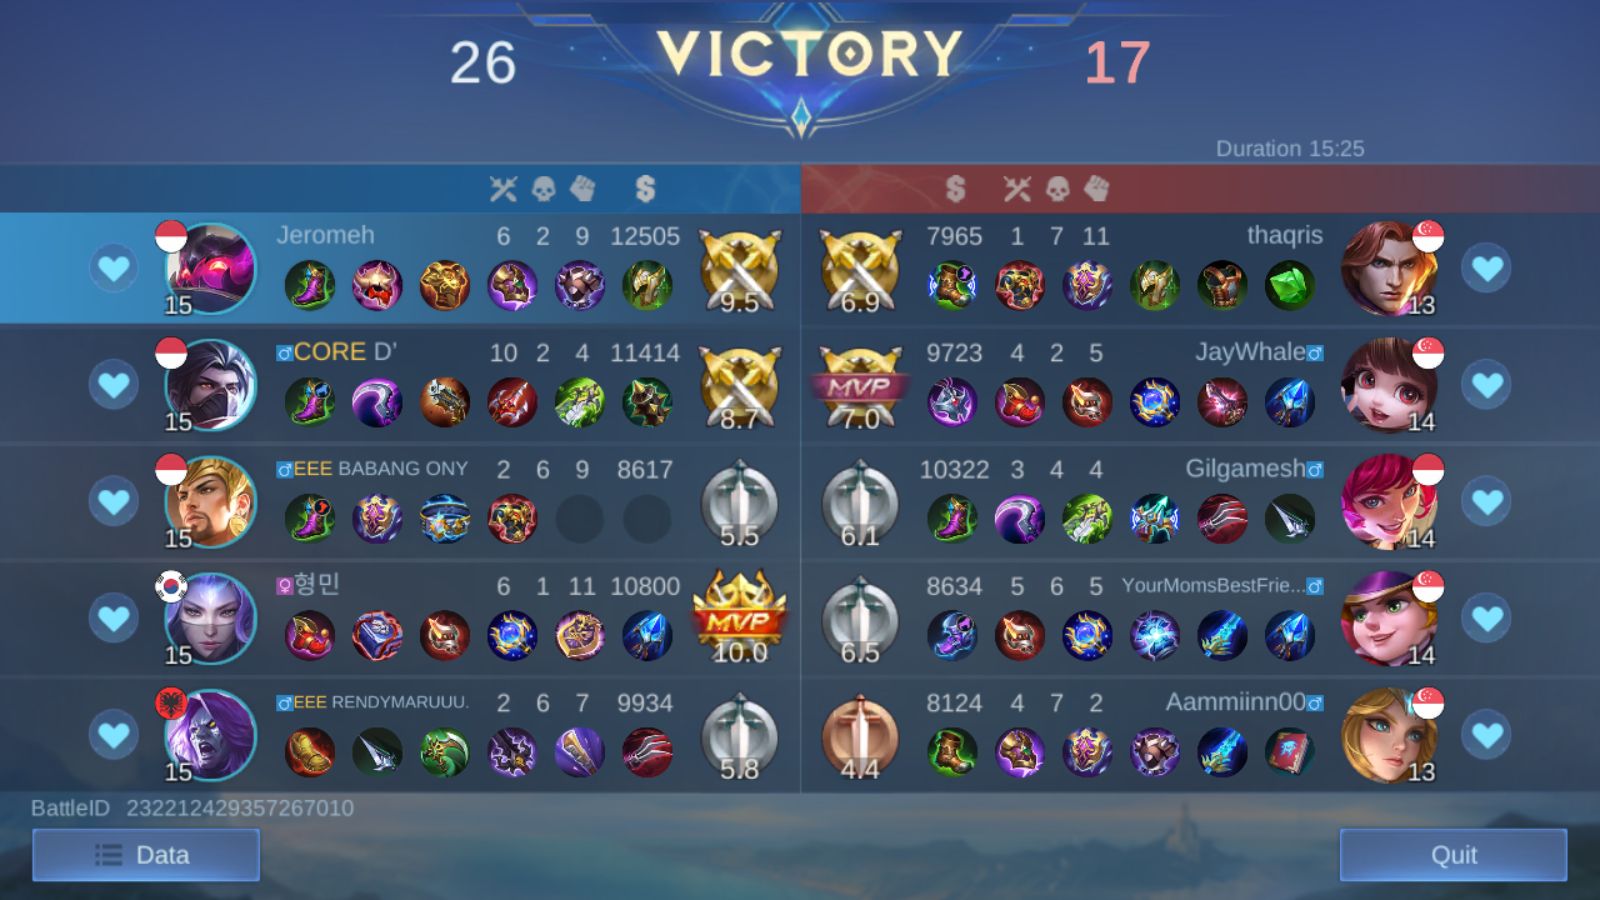 26 VICTORY 17
Duration 15:25
Jeromeh 6 2 9 12505
15 9.5
7965 1 7 11 thaqris
6.9 13
CORE D' 10 2 4 11414
15 8.7
9723 4 2 5 JayWhale
MVP
7.0 14
EEE BABANG ONY 2 6 9 8617
15 5.5
10322 3 4 4 Gilgamesh
6.1 14
형민 6 1 11 10800
MVP
15 10.0
8634 5 6 5 YourMomsBestFrie...
6.5 14
EEE RENDYMARUUU. 2 6 7 9934
15 5.8
8124 4 7 2 Aammiinn00
4.4 13
BattleID 232212429357267010
Data
Quit